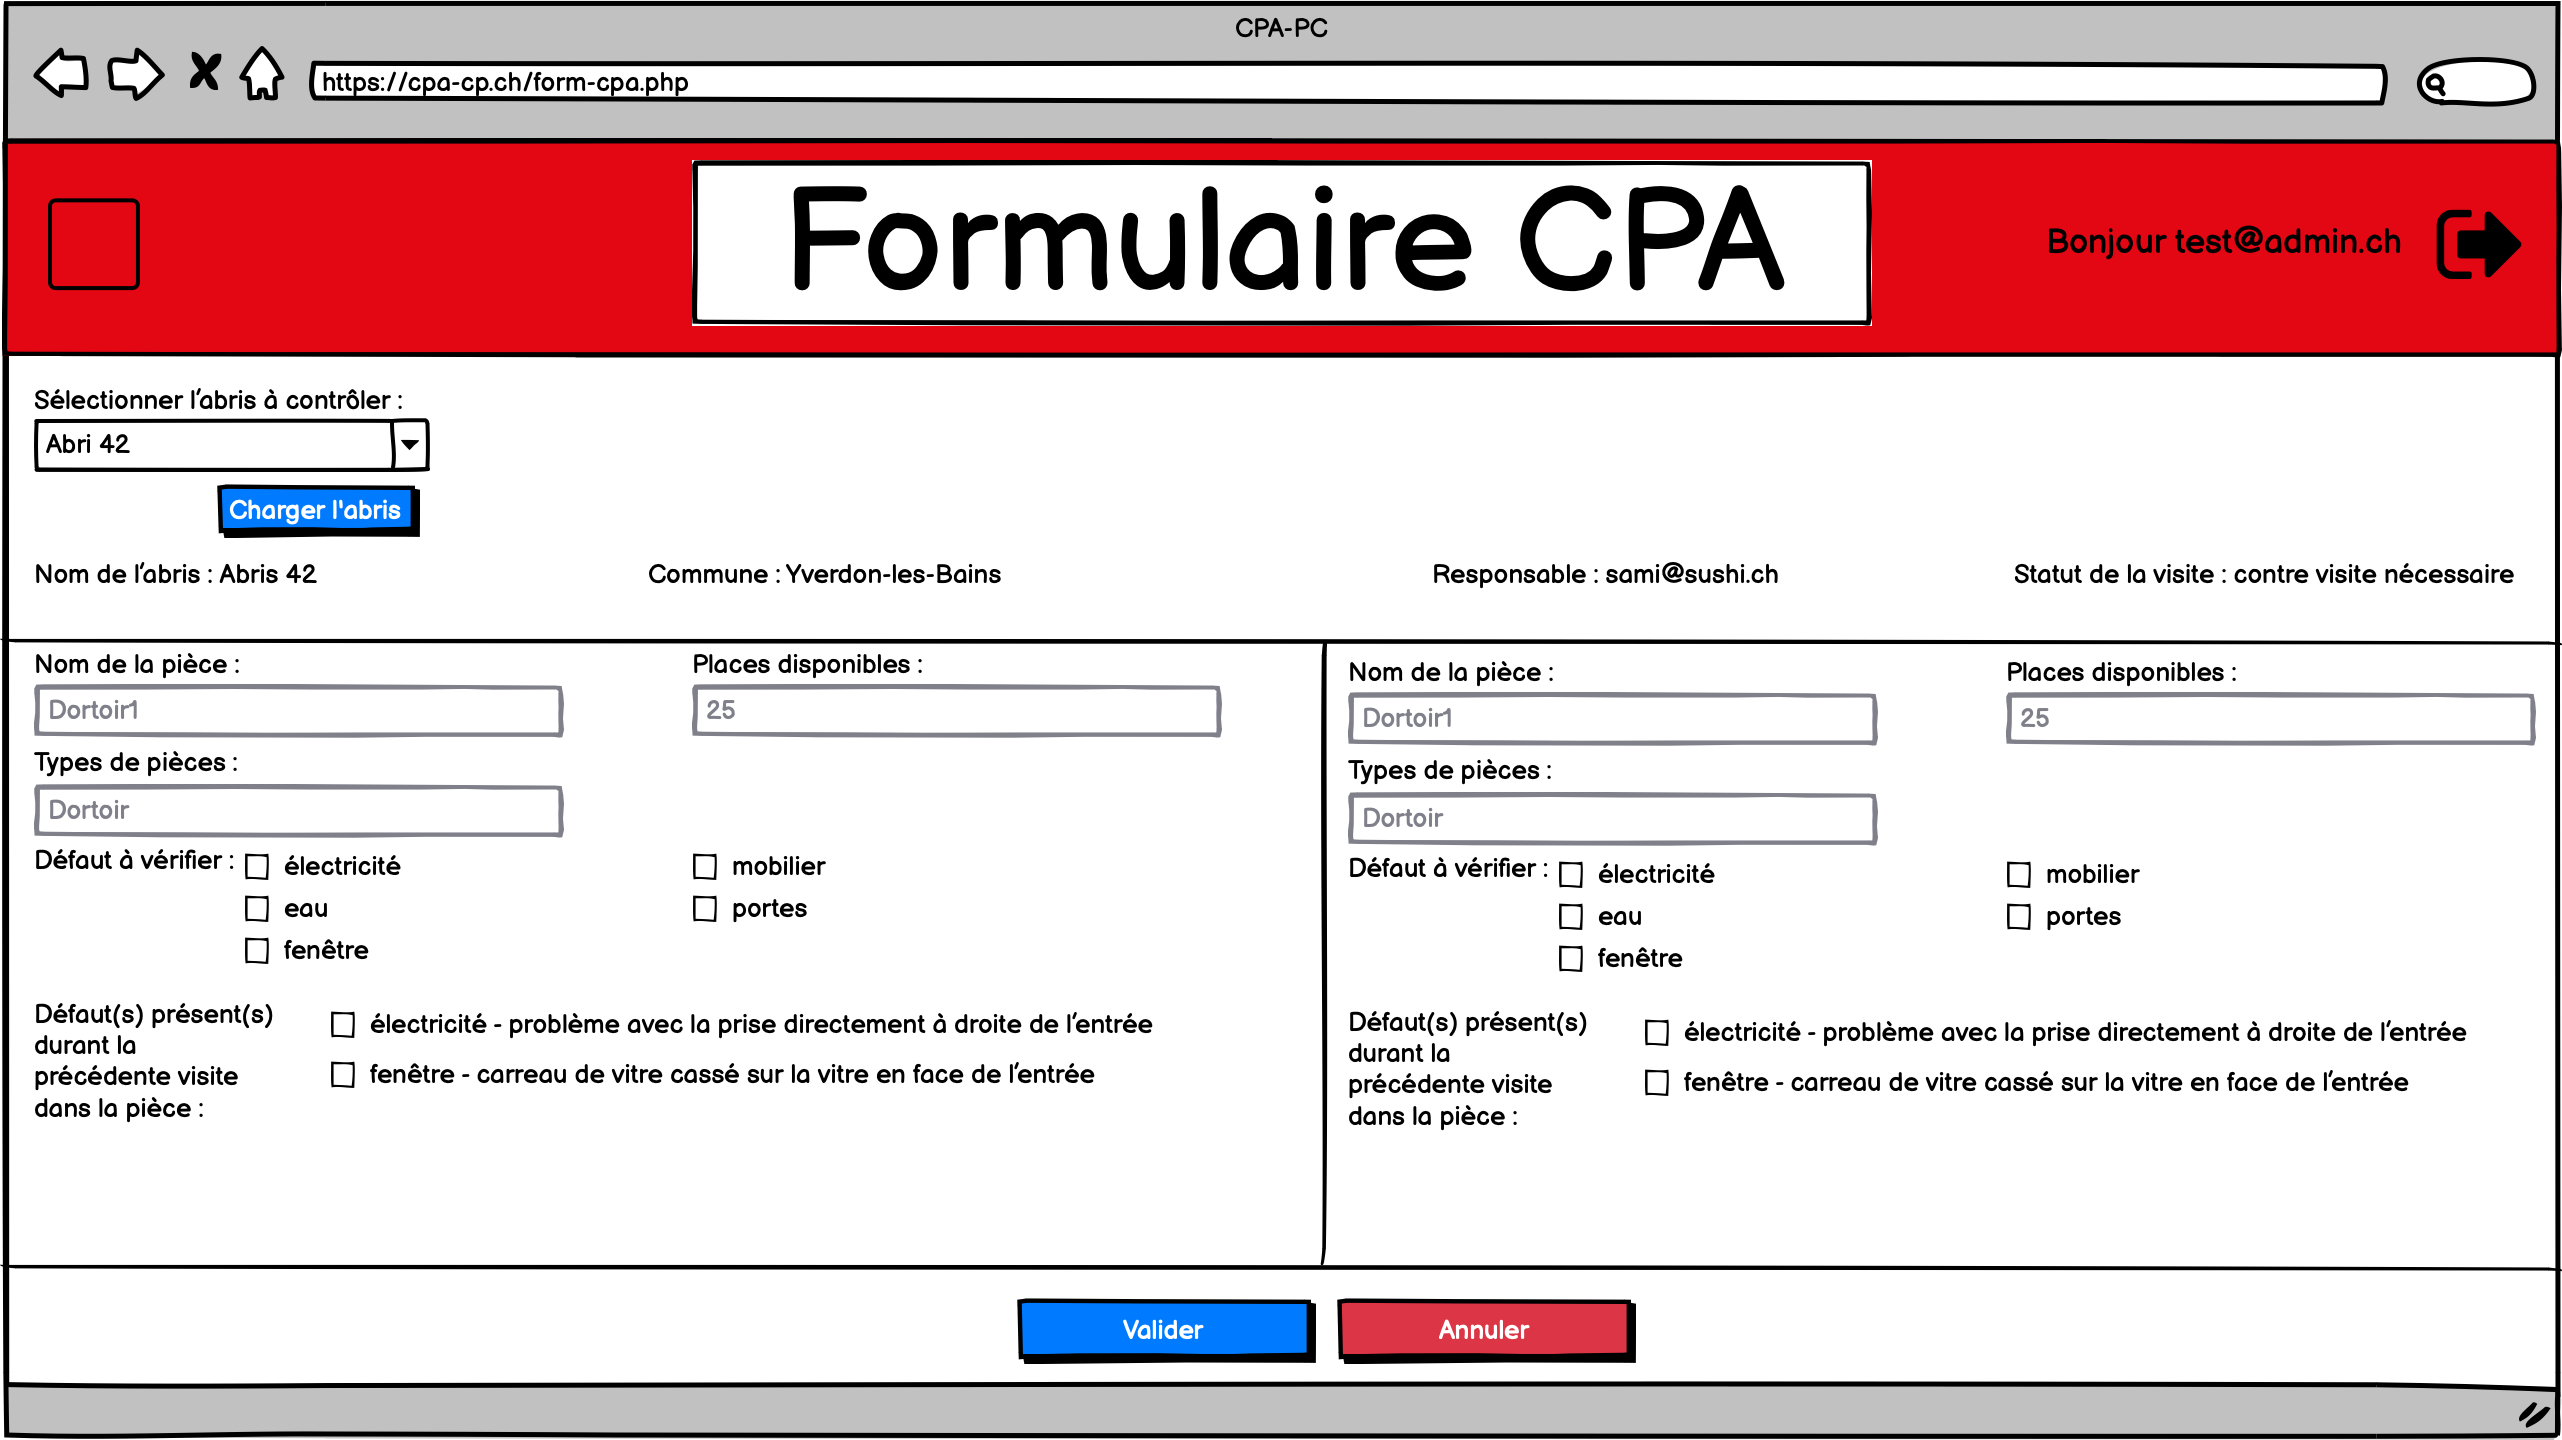 CPA-PC
https://cpa-cp.ch/form-cpa.php
Formulaire CPA
Bonjour test@admin.ch
Sélectionner l'abris à contrôler :
Abri 42
Charger l'abris
Nom de l'abris : Abris 42
Commune : Yverdon-les-Bains
Responsable : sami@sushi.ch
Statut de la visite : contre visite nécessaire
Nom de la pièce :
Places disponibles :
Dortoir1
25
Types de pièces :
Dortoir
Défaut à vérifier :
électricité
mobilier
eau
portes
fenêtre
Défaut(s) présent(s)
durant la
précédente visite
dans la pièce :
électricité - problème avec la prise directement à droite de l'entrée
fenêtre - carreau de vitre cassé sur la vitre en face de l'entrée
Nom de la pièce :
Places disponibles :
Dortoir1
25
Types de pièces :
Dortoir
Défaut à vérifier :
électricité
mobilier
eau
portes
fenêtre
Défaut(s) présent(s)
durant la
précédente visite
dans la pièce :
électricité - problème avec la prise directement à droite de l'entrée
fenêtre - carreau de vitre cassé sur la vitre en face de l'entrée
Valider
Annuler